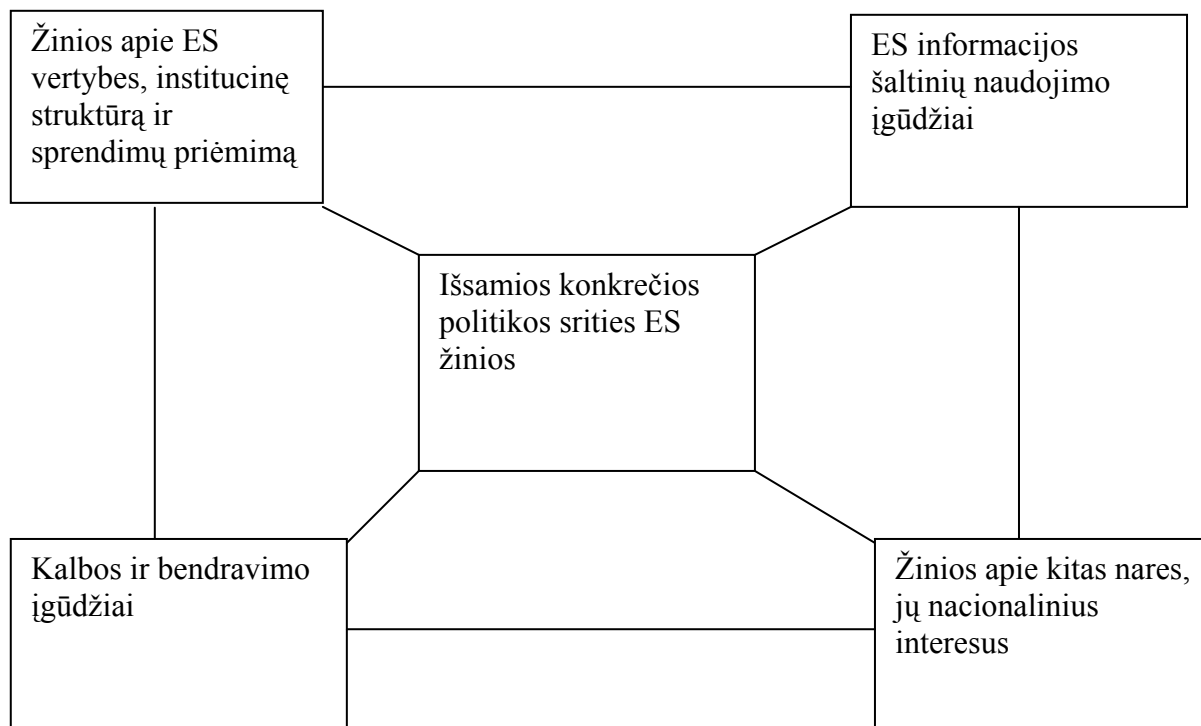 Žinios apie ES
vertybes, institucinę
struktūrą ir
sprendimų priėmimą
ES informacijos
šaltinių naudojimo
įgūdžiai
Išsamios konkrečios
politikos srities ES
žinios
Kalbos ir bendravimo
įgūdžiai
Žinios apie kitas nares,
jų nacionalinius
interesus